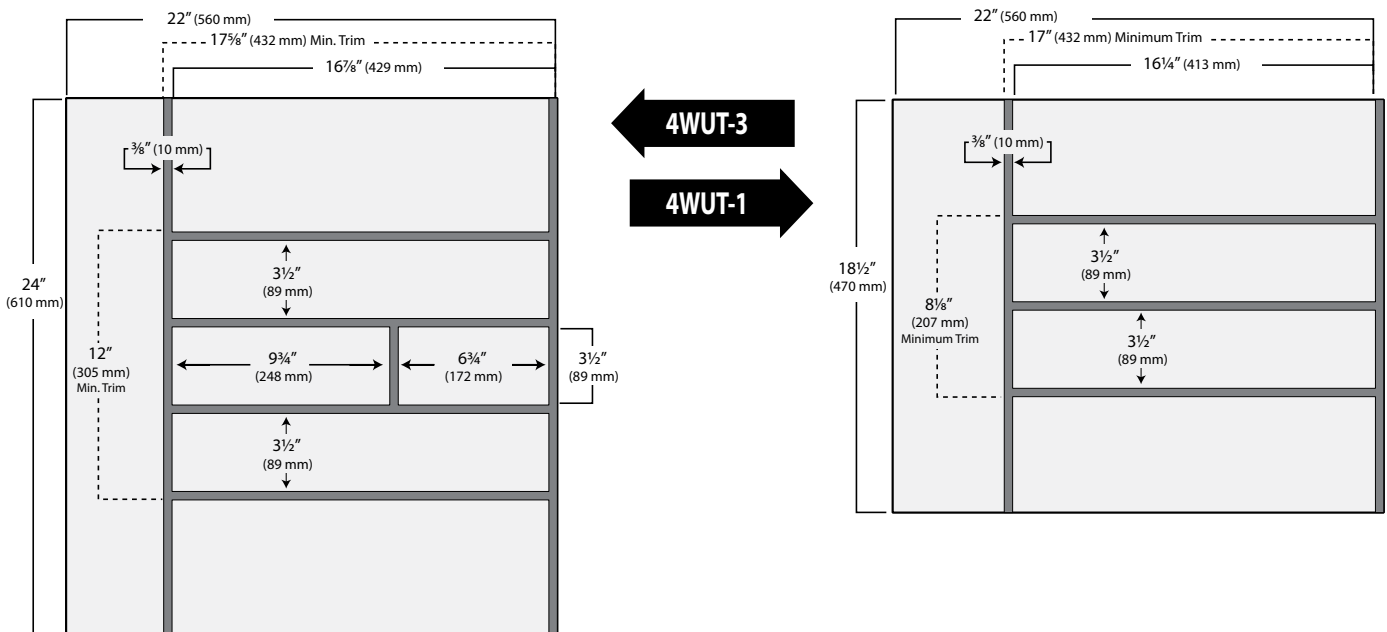 22″ (560 mm)
17⅝″ (432 mm) Min. Trim
16⅞″ (429 mm)
⅜″ (10 mm)
24″
(610 mm)
12″
(305 mm)
Min. Trim
3½″
(89 mm)
9¾″
(248 mm)
6¾″
(172 mm)
3½″
(89 mm)
3½″
(89 mm)
4WUT-3
4WUT-1
22″ (560 mm)
17″ (432 mm) Minimum Trim
16¼″ (413 mm)
⅜″ (10 mm)
18½″
(470 mm)
8⅛″
(207 mm)
Minimum Trim
3½″
(89 mm)
3½″
(89 mm)